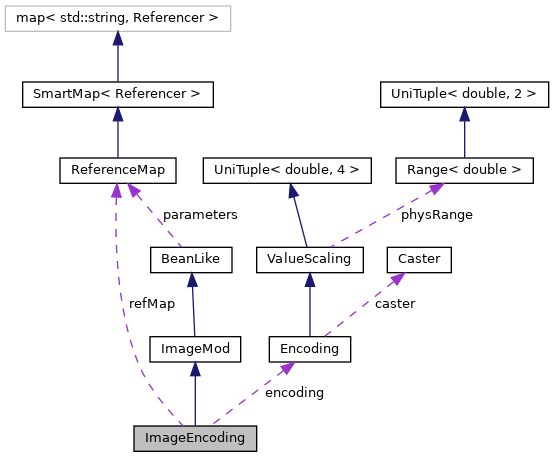 map< std::string, Referencer >
SmartMap< Referencer >
UniTuple< double, 2 >
ReferenceMap
UniTuple< double, 4 >
Range< double >
parameters
physRange
BeanLike
ValueScaling
Caster
refMap
caster
ImageMod
Encoding
encoding
ImageEncoding